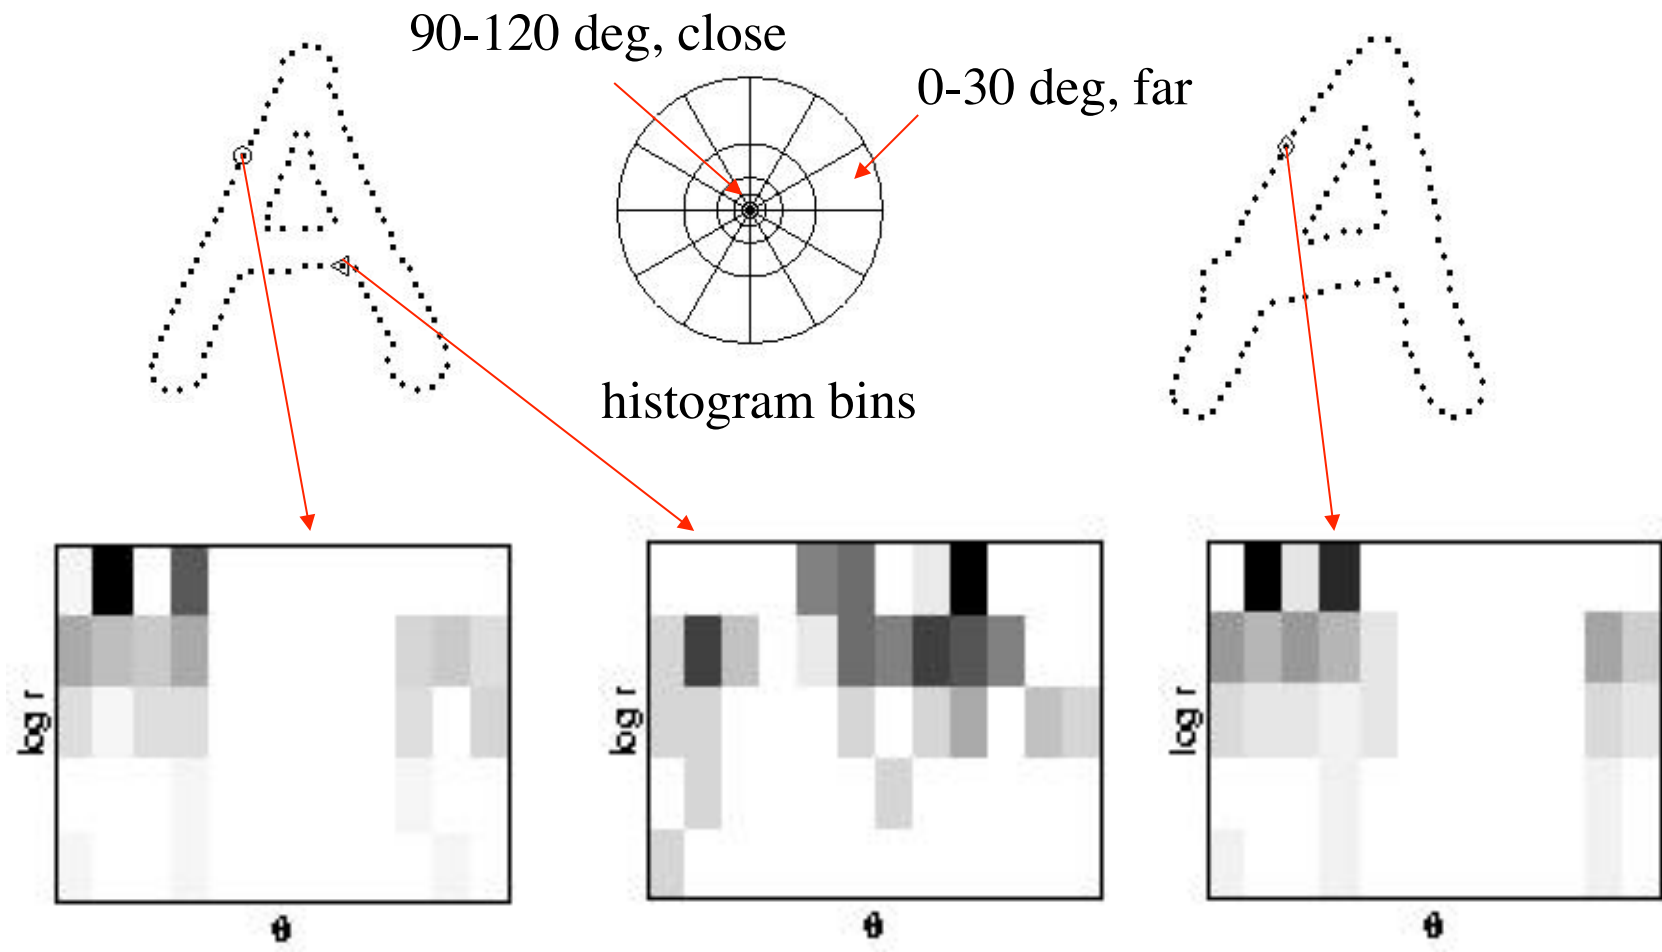 90-120 deg, close
0-30 deg, far
histogram bins
log r
θ
log r
θ
log r
θ